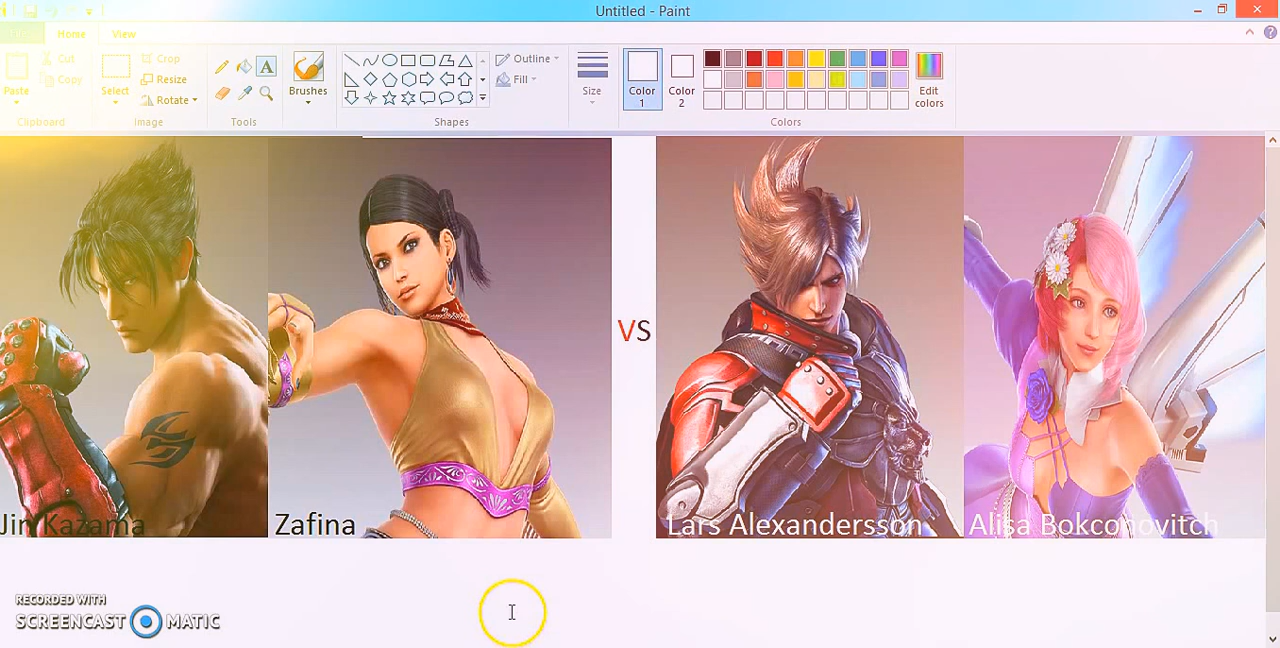 Untitled - Paint
Home View
Cut
Copy
Paste
Clipboard
Crop
Resize
Rotate
Select
Image
A
Tools
Brushes
Outline
Fill
Shapes
Size
Color 1
Color 2
Edit colors
Colors
VS
Jin Kazama
Zafina
Lars Alexandersson
Alisa Bokconovitch
RECORDED WITH
SCREENCAST MATIC